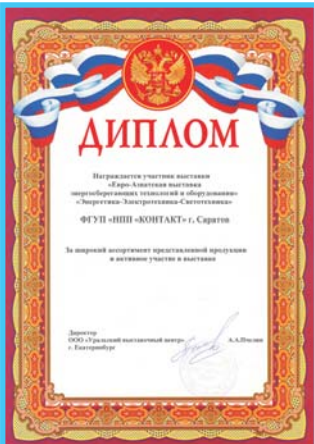 ДИПЛОМ
Награждается участник выставки
«Евро-Азиатская выставка
энергосберегающих технологий и оборудования»
«Энергетика-Электротехника-Светотехника»
ФГУП «НПП «КОНТАКТ» г. Саратов
За широкий ассортимент представленной продукции
и активное участие в выставке
Директор
ООО «Уральский выставочный центр» А.А.
г. Екатеринбург